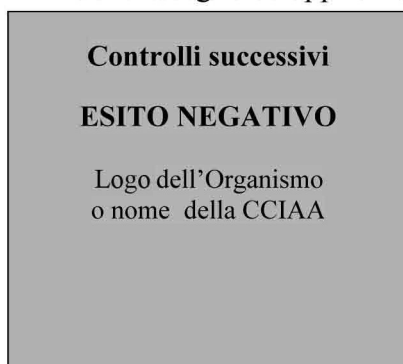 Controlli successivi
ESITO NEGATIVO
Logo dell'Organismo
o nome della CCIAA